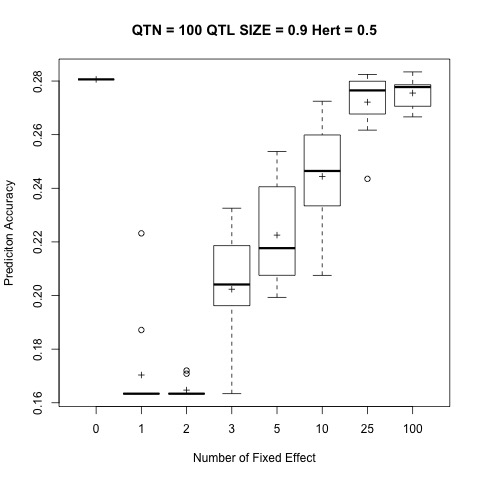 QTN = 100 QTL SIZE = 0.9 Hert = 0.5
Prediciton Accuracy
0.28
0.26
0.24
0.22
0.20
0.18
0.16
0 1 2 3 5 10 25 100
Number of Fixed Effect